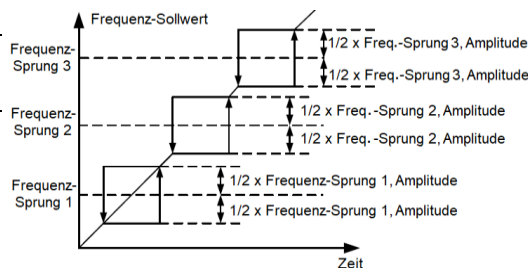 Frequenz-Sollwert
Frequenz-
Sprung 3
1/2 x Freq.-Sprung 3, Amplitude
1/2 x Freq.-Sprung 3, Amplitude
Frequenz-
Sprung 2
1/2 x Freq.-Sprung 2, Amplitude
1/2 x Freq.-Sprung 2, Amplitude
Frequenz-
Sprung 1
1/2 x Frequenz-Sprung 1, Amplitude
1/2 x Frequenz-Sprung 1, Amplitude
Zeit